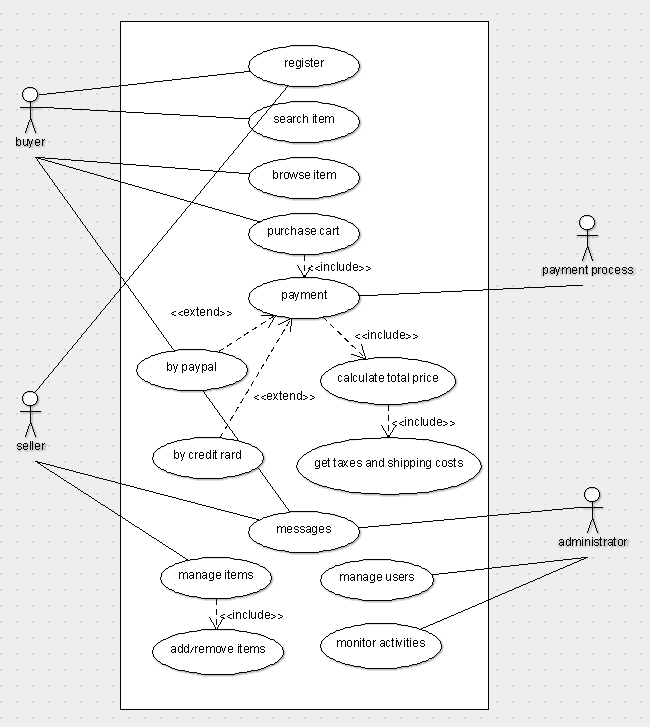 register
search item
buyer
browse item
purchase cart
<<include>>
payment process
payment
<<extend>>
<<include>>
by paypal
calculate total price
<<extend>>
<<include>>
seller
by credit rard
get taxes and shipping costs
messages
administrator
manage items
manage users
<<include>>
add/remove items
monitor activities